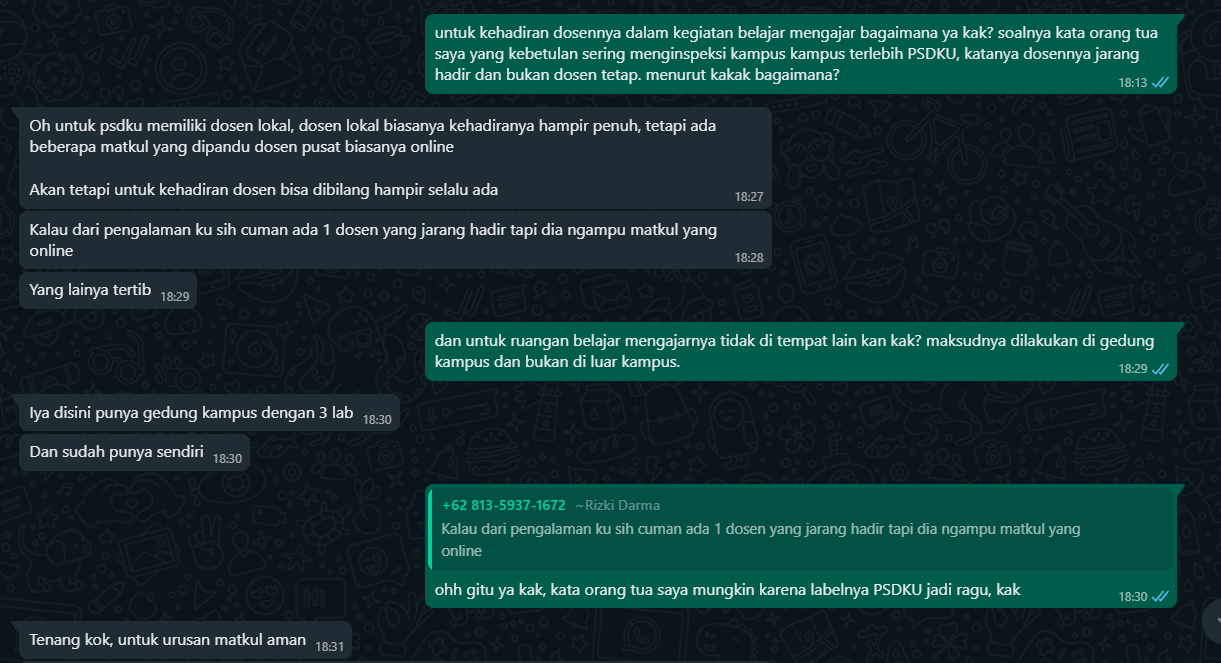 untuk kehadiran dosennya dalam kegiatan belajar mengajar bagaimana ya kak? soalnya kata orang tua
saya yang kebetulan sering menginspeksi kampus kampus terlebih PSDKU, katanya dosennya jarang
hadir dan bukan dosen tetap. menurut kakak bagaimana?
18:13
Oh untuk psdku memiliki dosen lokal, dosen lokal biasanya kehadiranya hampir penuh, tetapi ada
beberapa matkul yang dipandu dosen pusat biasanya online
Akan tetapi untuk kehadiran dosen bisa dibilang hampir selalu ada
18:27
Kalau dari pengalaman ku sih cuman ada 1 dosen yang jarang hadir tapi dia ngampu matkul yang
online
18:28
Yang lainya tertib 18:29
dan untuk ruangan belajar mengajarnya tidak di tempat lain kan kak? maksudnya dilakukan di gedung
kampus dan bukan di luar kampus.
18:29
Iya disini punya gedung kampus dengan 3 lab 18:30
Dan sudah punya sendiri 18:30
+62 813-5937-1672 ~Rizki Darma
Kalau dari pengalaman ku sih cuman ada 1 dosen yang jarang hadir tapi dia ngampu matkul yang
online
ohh gitu ya kak, kata orang tua saya mungkin karena labelnya PSDKU jadi ragu, kak
18:30
Tenang kok, untuk urusan matkul aman 18:31